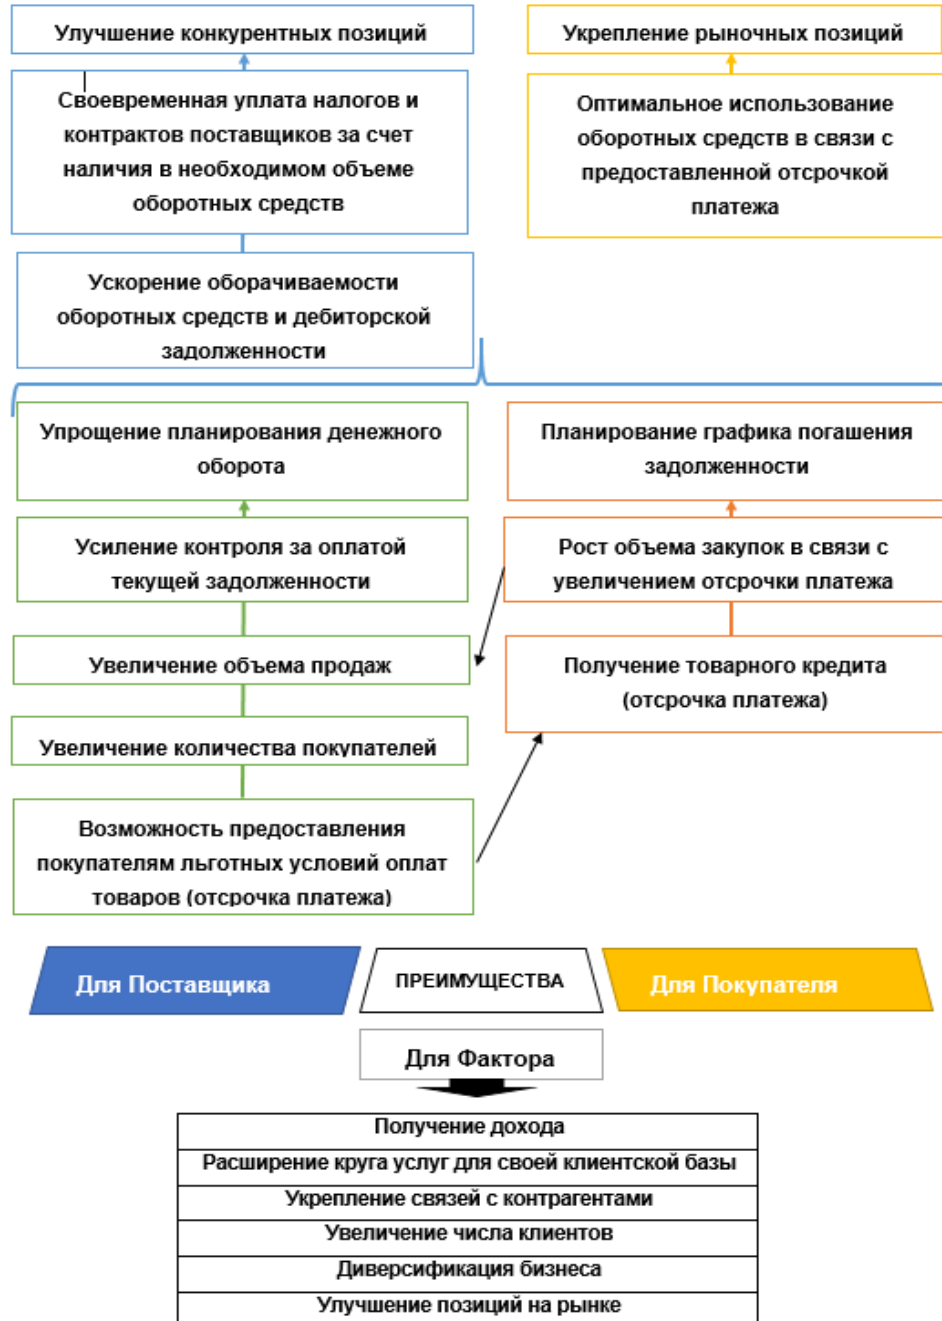 Улучшение конкурентных позиций
Укрепление рыночных позиций
Своевременная уплата налогов и
контрактов поставщиков за счет
наличия в необходимом объеме
оборотных средств
Оптимальное использование
оборотных средств в связи с
предоставленной отсрочкой
платежа
Ускорение оборачиваемости
оборотных средств и дебиторской
задолженности
Упрощение планирования денежного
оборота
Планирование графика погашения
задолженности
Усиление контроля за оплатой
текущей задолженности
Рост объема закупок в связи с
увеличением отсрочки платежа
Увеличение объема продаж
Получение товарного кредита
(отсрочка платежа)
Увеличение количества покупателей
Возможность предоставления
покупателям льготных условий оплат
товаров (отсрочка платежа)
Для Поставщика
ПРЕИМУЩЕСТВА
Для Покупателя
Для Фактора
Получение дохода
Расширение круга услуг для своей клиентской базы
Укрепление связей с контрагентами
Увеличение числа клиентов
Диверсификация бизнеса
Улучшение позиций на рынке